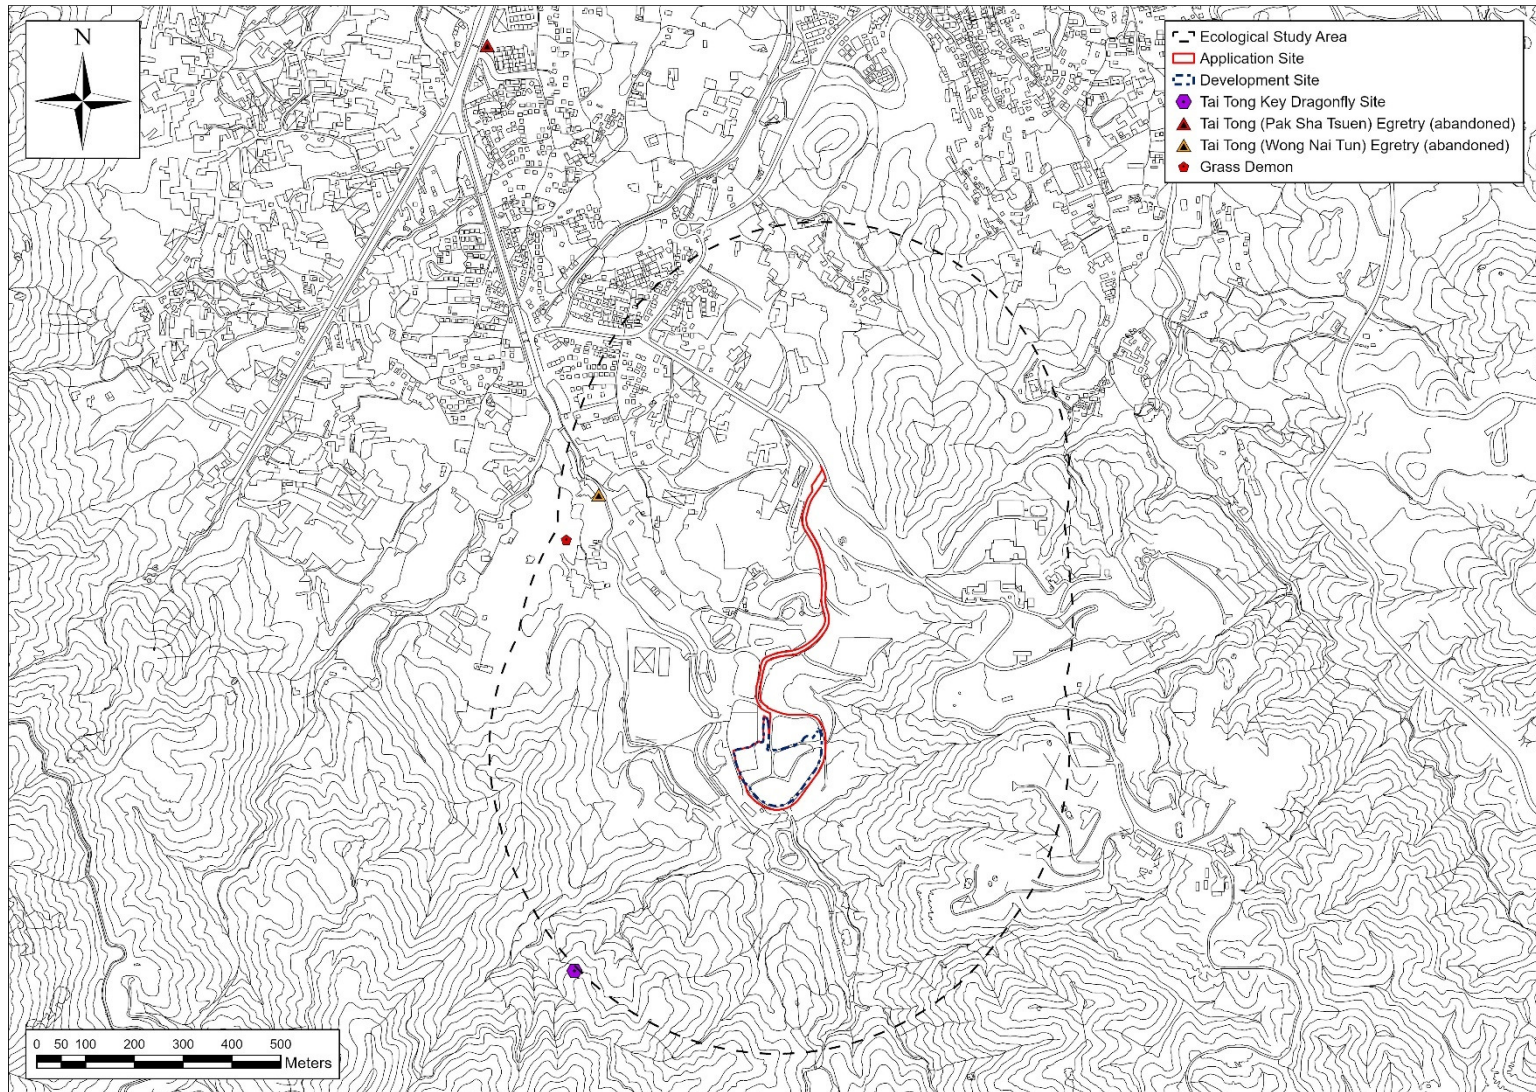 N
Ecological Study Area
Application Site
Development Site
Tai Tong Key Dragonfly Site
Tai Tong (Pak Sha Tsuen) Egretry (abandoned)
Tai Tong (Wong Nai Tun) Egretry (abandoned)
Grass Demon
0 50 100 200 300 400 500
Meters